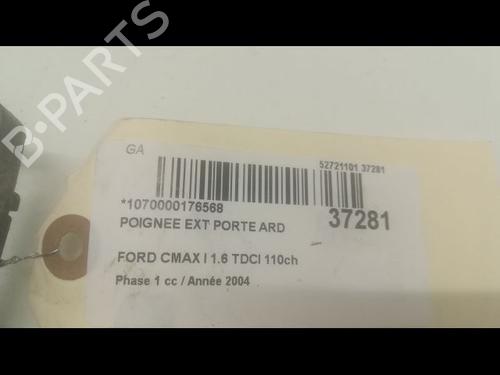 B-PARTS
GA
52721101 37281
*1070000176568
37281
POIGNEE EXT PORTE ARD
FORD CMAX I 1.6 TDCI 110ch
Phase 1 cc / Année 2004